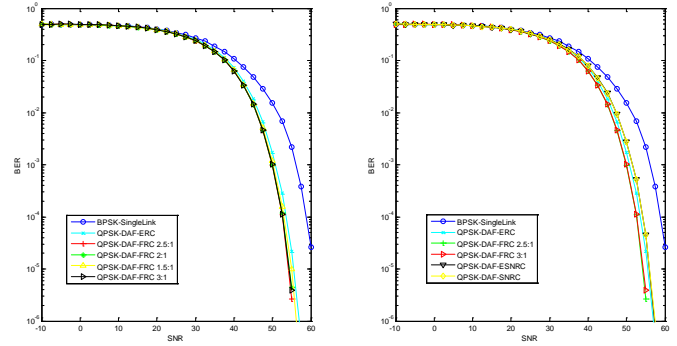 10^0
10^-1
10^-2
10^-3
10^-4
10^-5
10^-6
BER
-10 0 10 20 30 40 50 60
SNR
BPSK-SingleLink
QPSK-DAF-ERC
QPSK-DAF-FRC 2.5:1
QPSK-DAF-FRC 2:1
QPSK-DAF-FRC 1.5:1
QPSK-DAF-FRC 3:1
10^0
10^-1
10^-2
10^-3
10^-4
10^-5
10^-6
BER
-10 0 10 20 30 40 50 60
SNR
BPSK-SingleLink
QPSK-DAF-ERC
QPSK-DAF-FRC 2.5:1
QPSK-DAF-FRC 3:1
QPSK-DAF-ESNRC
QPSK-DAF-SNRC